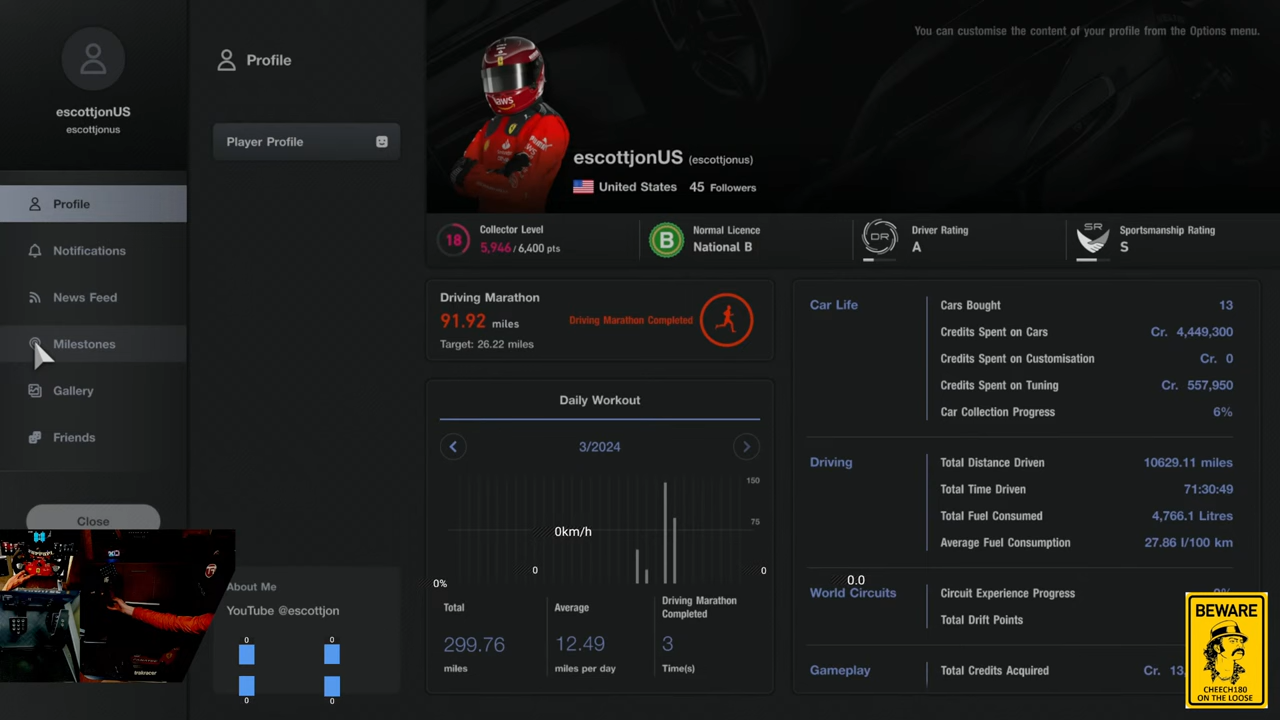 escottjonUS
escottjonus
Profile
Notifications
News Feed
Milestones
Gallery
Friends
Close
Profile
Player Profile
About Me
YouTube @escottjon
0
0
0
0
You can customise the content of your profile from the Options menu.
escottjonUS (escottjonus)
United States 45 Followers
18
Collector Level
5,946 / 6,400 pts
B
Normal Licence
National B
DR
Driver Rating
A
SR
Sportsmanship Rating
S
Driving Marathon
91.92 miles
Driving Marathon Completed
Target: 26.22 miles
Daily Workout
3/2024
150
75
0km/h
0
0
0%
Total
299.76
miles
Average
12.49
miles per day
Driving Marathon Completed
3
Time(s)
Car Life
Cars Bought 13
Credits Spent on Cars Cr. 4,449,300
Credits Spent on Customisation Cr. 0
Credits Spent on Tuning Cr. 557,950
Car Collection Progress 6%
Driving
Total Distance Driven 10629.11 miles
Total Time Driven 71:30:49
Total Fuel Consumed 4,766.1 Litres
Average Fuel Consumption 27.86 l/100 km
0.0
World Circuits
Circuit Experience Progress
Total Drift Points
Gameplay
Total Credits Acquired Cr. 13,
BEWARE
CHEECH180
ON THE LOOSE